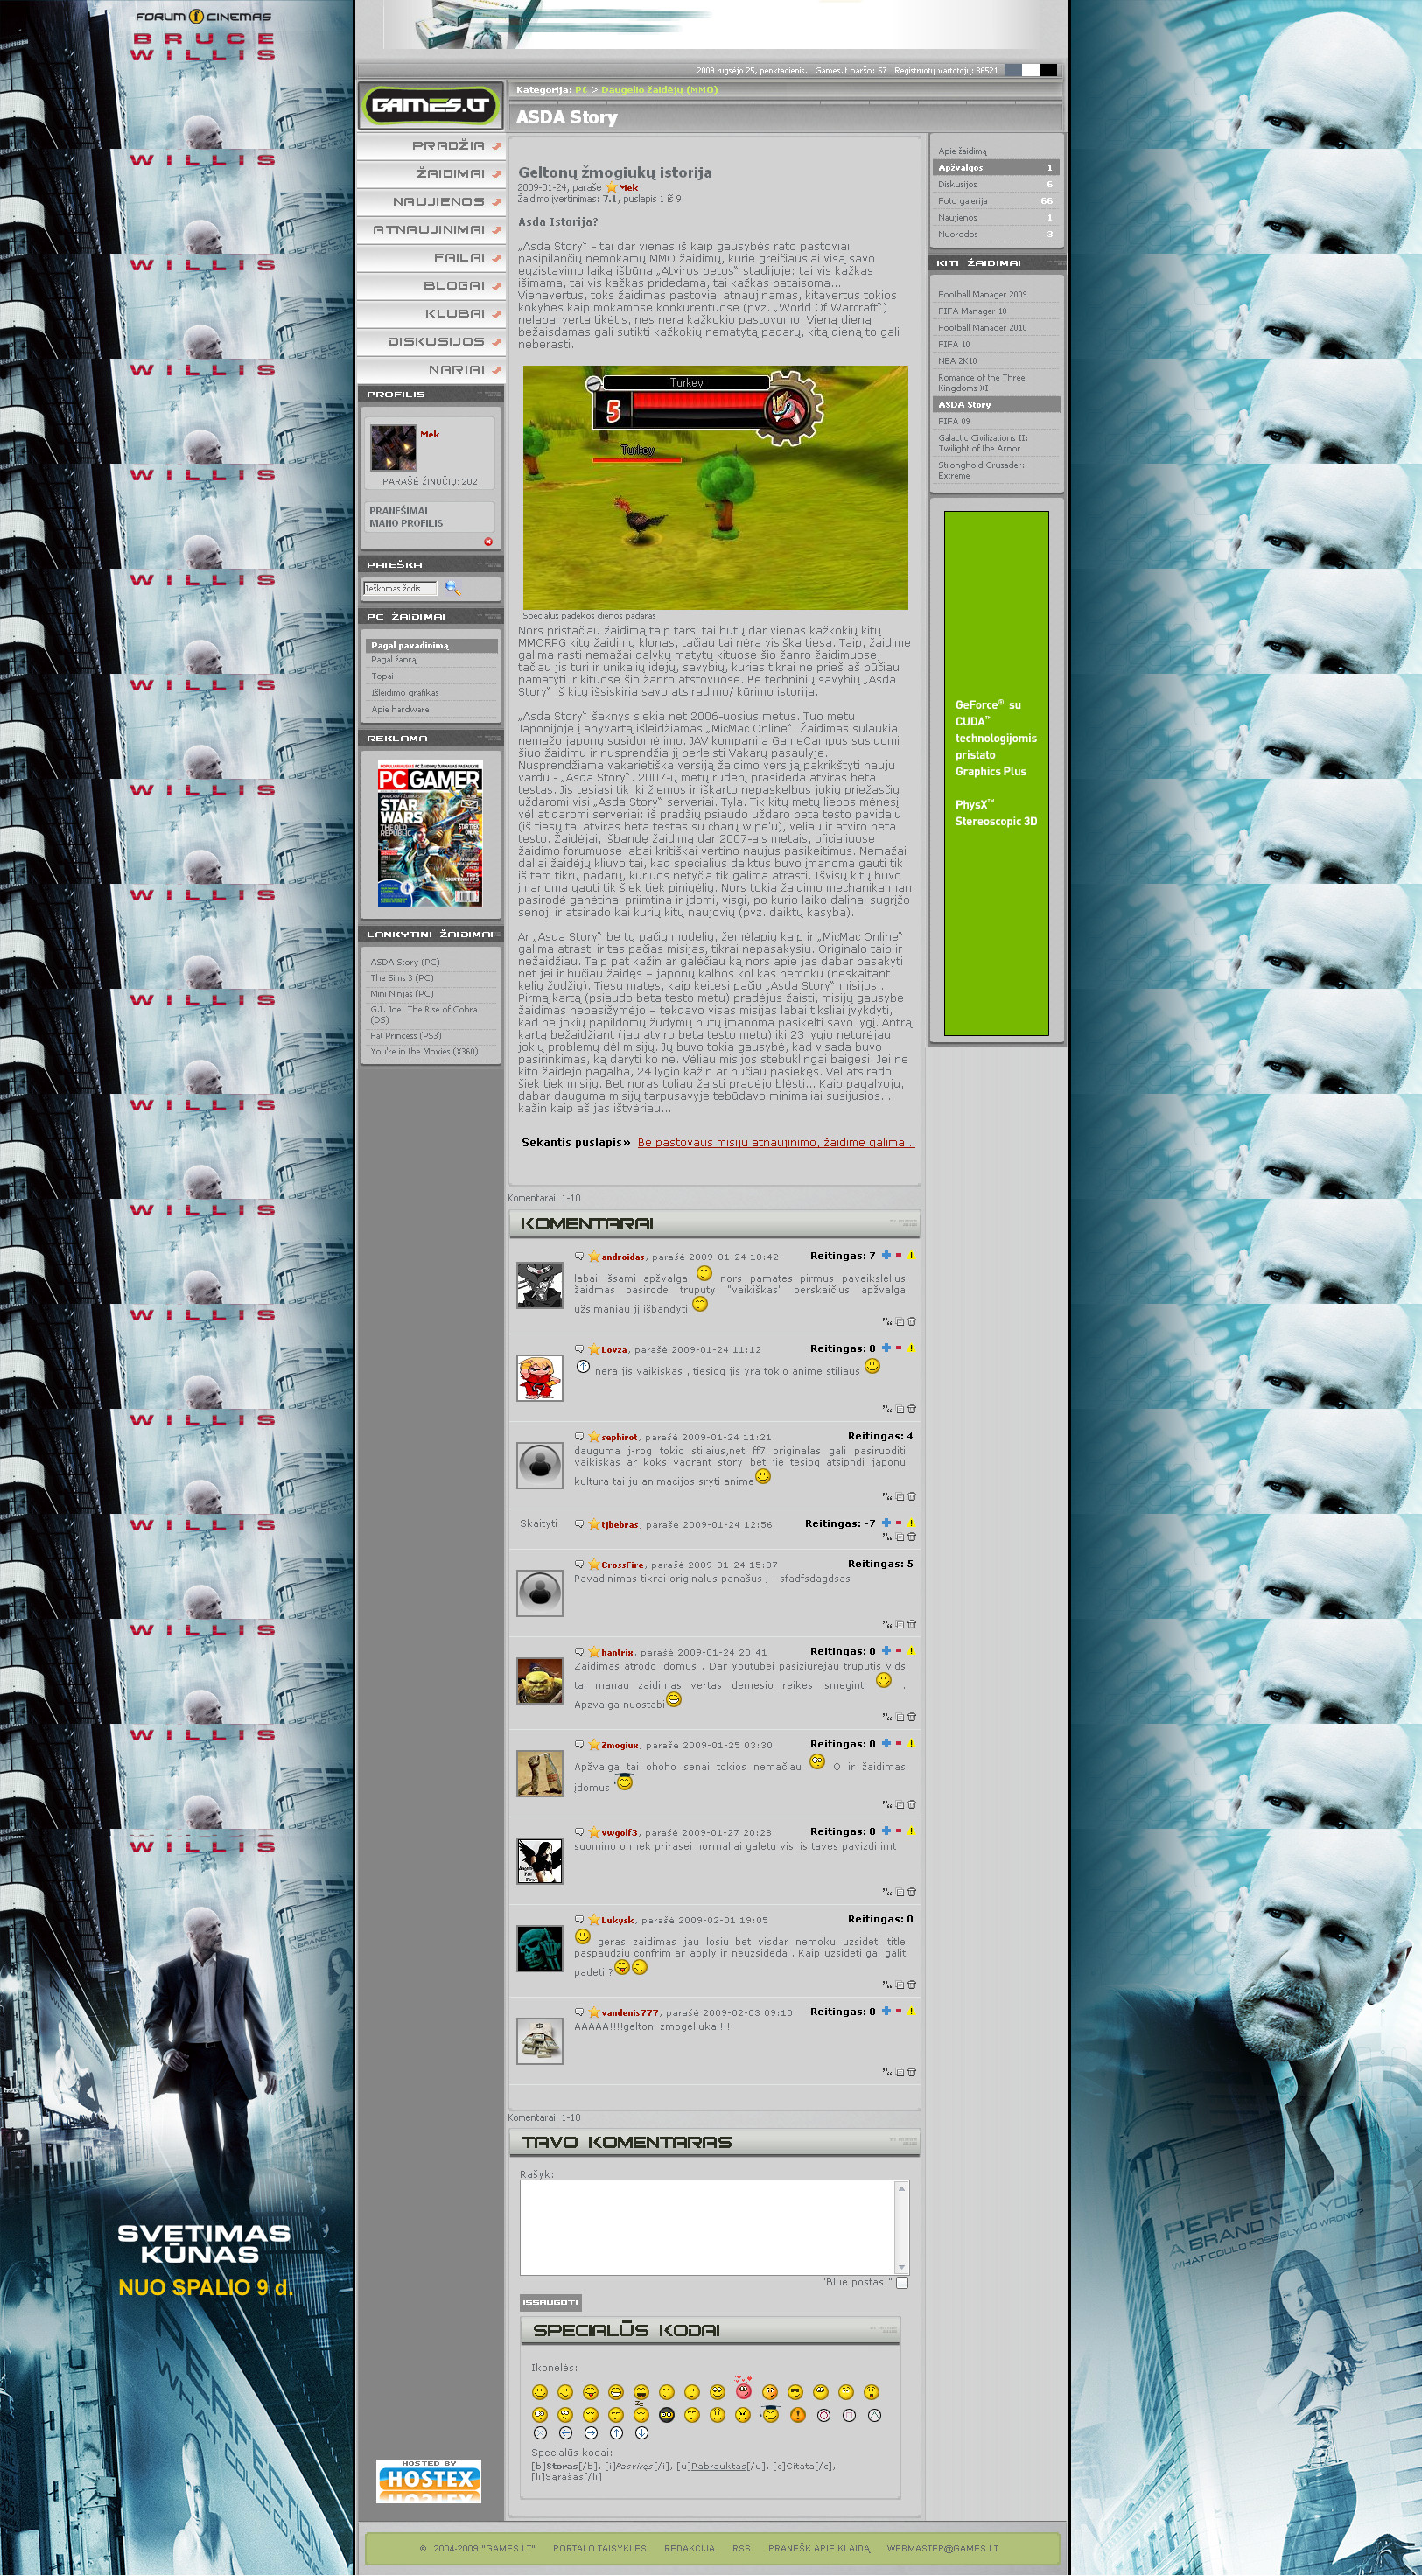 FORUM CINEMAS
BRUCE
WILLIS
2009 rugsėjo 25, penktadienis. Games.lt naršo: 57 Registruotų vartotojų: 86521
GAMES.LT
Kategorija: PC > Daugelio žaidėjų (MMO)
ASDA Story
PRADŽIA
ŽAIDIMAI
NAUJIENOS
ATNAUJINIMAI
FAILAI
BLOGAI
KLUBAI
DISKUSIJOS
NARIAI
PROFILIS
Mek
PARAŠĖ ŽINUČIŲ: 202
PRANEŠIMAI
MANO PROFILIS
PAIEŠKA
Ieškomas žodis
PC ŽAIDIMAI
Pagal pavadinimą
Pagal žanrą
Topai
Išleidimo grafikas
Apie hardware
REKLAMA
PC GAMER
STAR
WARS
THE OLD
REPUBLIC
LANKYTINI ŽAIDIMAI
ASDA Story (PC)
The Sims 3 (PC)
Mini Ninjas (PC)
G.I. Joe: The Rise of Cobra
(DS)
Fat Princess (PS3)
You're in the Movies (X360)
Geltonų žmogiukų istorija
2009-01-24, parašė Mek
Žaidimo įvertinimas: 7.1, puslapis 1 iš 9
Asda Istorija?
„Asda Story“ - tai dar vienas iš kaip gausybės rato pastoviai
pasipilančių nemokamų MMO žaidimų, kurie greičiausiai visą savo
egzistavimo laiką išbūna „Atviros betos“ stadijoje: tai vis kažkas
išimama, tai vis kažkas pridedama, tai kažkas pataisoma...
Vienavertus, toks žaidimas pastoviai atnaujinamas, kitavertus tokios
kokybės kaip mokamose konkurentuose (pvz. „World Of Warcraft“)
nelabai verta tikėtis, nes nėra kažkokio pastovumo. Vieną dieną
bežaisdamas gali sutikti kažkokių nematytą padarų, kitą dieną to gali
neberasti.
Turkey
5
Turkey
Specialus padėkos dienos padaras
Nors pristačiau žaidimą taip tarsi tai būtų dar vienas kažkokių kitų
MMORPG kitų žaidimų klonas, tačiau tai nėra visiška tiesa. Taip, žaidime
galima rasti nemažai dalykų matytų kituose šio žanro žaidimuose,
tačiau jis turi ir unikalių idėjų, savybių, kurias tikrai ne prieš aš būčiau
pamatyti ir kituose šio žanro atstovuose. Be techninių savybių „Asda
Story“ iš kitų išsiskiria savo atsiradimo/ kūrimo istorija.
„Asda Story“ šaknys siekia net 2006-uosius metus. Tuo metu
Japonijoje į apyvartą išleidžiamas „MicMac Online“. Žaidimas sulaukia
nemažo japonų susidomėjimo. JAV kompanija GameCampus susidomi
šiuo žaidimu ir nusprendžia jį perleisti Vakarų pasaulyje.
Nusprendžiama vakarietiška versiją žaidimo versiją pakrikštyti nauju
vardu - „Asda Story“. 2007-ų metų rudenį prasideda atviras beta
testas. Jis tęsiasi tik iki žiemos ir iškarto nepaskelbus jokių priežasčių
uždaromi visi „Asda Story“ serveriai. Tyla. Tik kitų metų liepos mėnesį
vėl atidaromi serveriai: iš pradžių psiaudo uždaro beta testo pavidalu
(iš tiesų tai atviras beta testas su charų wipe'u), vėliau ir atviro beta
testo. Žaidėjai, išbandę žaidimą dar 2007-ais metais, oficialiuose
žaidimo forumuose labai kritiškai vertino naujus pasikeitimus. Nemažai
daliai žaidėjų kliuvo tai, kad specialius daiktus buvo įmanoma gauti tik
iš tam tikrų padarų, kuriuos netyčia tik galima atrasti. Išvisų kitų buvo
įmanoma gauti tik šiek tiek pinigėlių. Nors tokia žaidimo mechanika man
pasirodė ganėtinai priimtina ir įdomi, visgi, po kurio laiko dalinai sugrįžo
senoji ir atsirado kai kurių kitų naujovių (pvz. daiktų kasyba).
Ar „Asda Story“ be tų pačių modelių, žemėlapių kaip ir „MicMac Online“
galima atrasti ir tas pačias misijas, tikrai nepasakysiu. Originalo taip ir
nežaidžiau. Taip pat kažin ar galėčiau ką nors apie jas dabar pasakyti
net jei ir būčiau žaidęs – japonų kalbos kol kas nemoku (neskaitant
kelių žodžių). Tiesu matęs, kaip keitėsi pačio „Asda Story“ misijos...
Pirmą kartą (psiaudo beta testo metu) pradėjus žaisti, misijų gausybe
žaidimas nepasižymėjo – tekdavo visas misijas labai tiksliai įvykdyti,
kad be jokių papildomų žudymų būtų įmanoma pasikelti savo lygį. Antrą
kartą bežaidžiant (jau atviro beta testo metu) iki 23 lygio neturėjau
jokių problemų dėl misijų. Jų buvo tokia gausybė, kad visada buvo
pasirinkimas, ką daryti ko ne. Vėliau misijos stebuklingai baigėsi. Jei ne
kito žaidėjo pagalba, 24 lygio kažin ar būčiau pasiekęs. Vėl atsirado
šiek tiek misijų. Bet noras toliau žaisti pradėjo blėsti... Kaip pagalvoju,
dabar dauguma misijų tarpusavyje tebūdavo minimaliai susijusios...
kažin kaip aš jas ištvėriau...
Sekantis puslapis» Be pastovaus misijų atnaujinimo, žaidime galima...
Komentarai: 1-10
KOMENTARAI
androidas, parašė 2009-01-24 10:42 Reitingas: 7
labai išsami apžvalga nors pamates pirmus paveikslelius
žaidmas pasirode truputy "vaikiškas" perskaičius apžvalga
užsimaniau jį išbandyti
Lovza, parašė 2009-01-24 11:12 Reitingas: 0
nera jis vaikiskas , tiesiog jis yra tokio anime stiliaus
sephirot, parašė 2009-01-24 11:21 Reitingas: 4
dauguma j-rpg tokio stilaius,net ff7 originalas gali pasiruoditi
vaikiskas ar koks vagrant story bet jie tesiog atsipndi japonu
kultura tai ju animacijos sryti anime
Skaityti tjbebras, parašė 2009-01-24 12:56 Reitingas: -7
CrossFire, parašė 2009-01-24 15:07 Reitingas: 5
Pavadinimas tikrai originalus panašus į : sfadfsdagdsas
hantrix, parašė 2009-01-24 20:41 Reitingas: 0
Zaidimas atrodo idomus . Dar youtubei pasiziurejau truputis vids
tai manau zaidimas vertas demesio reikes ismeginti .
Apzvalga nuostabi
Zmogiux, parašė 2009-01-25 03:30 Reitingas: 0
Apžvalga tai ohoho senai tokios nemačiau O ir žaidimas
įdomus
vwgolf3, parašė 2009-01-27 20:28 Reitingas: 0
suomino o mek prirasei normaliai galetu visi is taves pavizdi imt
Lukysk, parašė 2009-02-01 19:05 Reitingas: 0
geras zaidimas jau losiu bet visdar nemoku uzsideti title
paspaudziu confrim ar apply ir neuzsideda . Kaip uzsideti gal galit
padeti ?
vandenis777, parašė 2009-02-03 09:10 Reitingas: 0
AAAAA!!!!geltoni zmogeliukai!!!
Komentarai: 1-10
TAVO KOMENTARAS
Rašyk:
"Blue postas:"
IŠSAUGOTI
SPECIALŪS KODAI
Ikonėlės:
Specialūs kodai:
[b]Storas[/b], [i]Pasviręs[/i], [u]Pabrauktas[/u], [c]Citata[/c],
[li]Sąrašas[/li]
Apie žaidimą
Apžvalgos 1
Diskusijos 6
Foto galerija 66
Naujienos 1
Nuorodos 3
KITI ŽAIDIMAI
Football Manager 2009
FIFA Manager 10
Football Manager 2010
FIFA 10
NBA 2K10
Romance of the Three
Kingdoms XI
ASDA Story
FIFA 09
Galactic Civilizations II:
Twilight of the Arnor
Stronghold Crusader:
Extreme
GeForce® su
CUDA™
technologijomis
pristato
Graphics Plus
PhysX™
Stereoscopic 3D
SVETIMAS
KŪNAS
NUO SPALIO 9 d.
PERFECTION
A BRAND NEW YOU.
WHAT COULD POSSIBLY GO WRONG?
HOSTED BY
HOSTEX
© 2004-2009 "GAMES.LT" PORTALO TAISYKLĖS REDAKCIJA RSS PRANEŠK APIE KLAIDĄ WEBMASTER@GAMES.LT